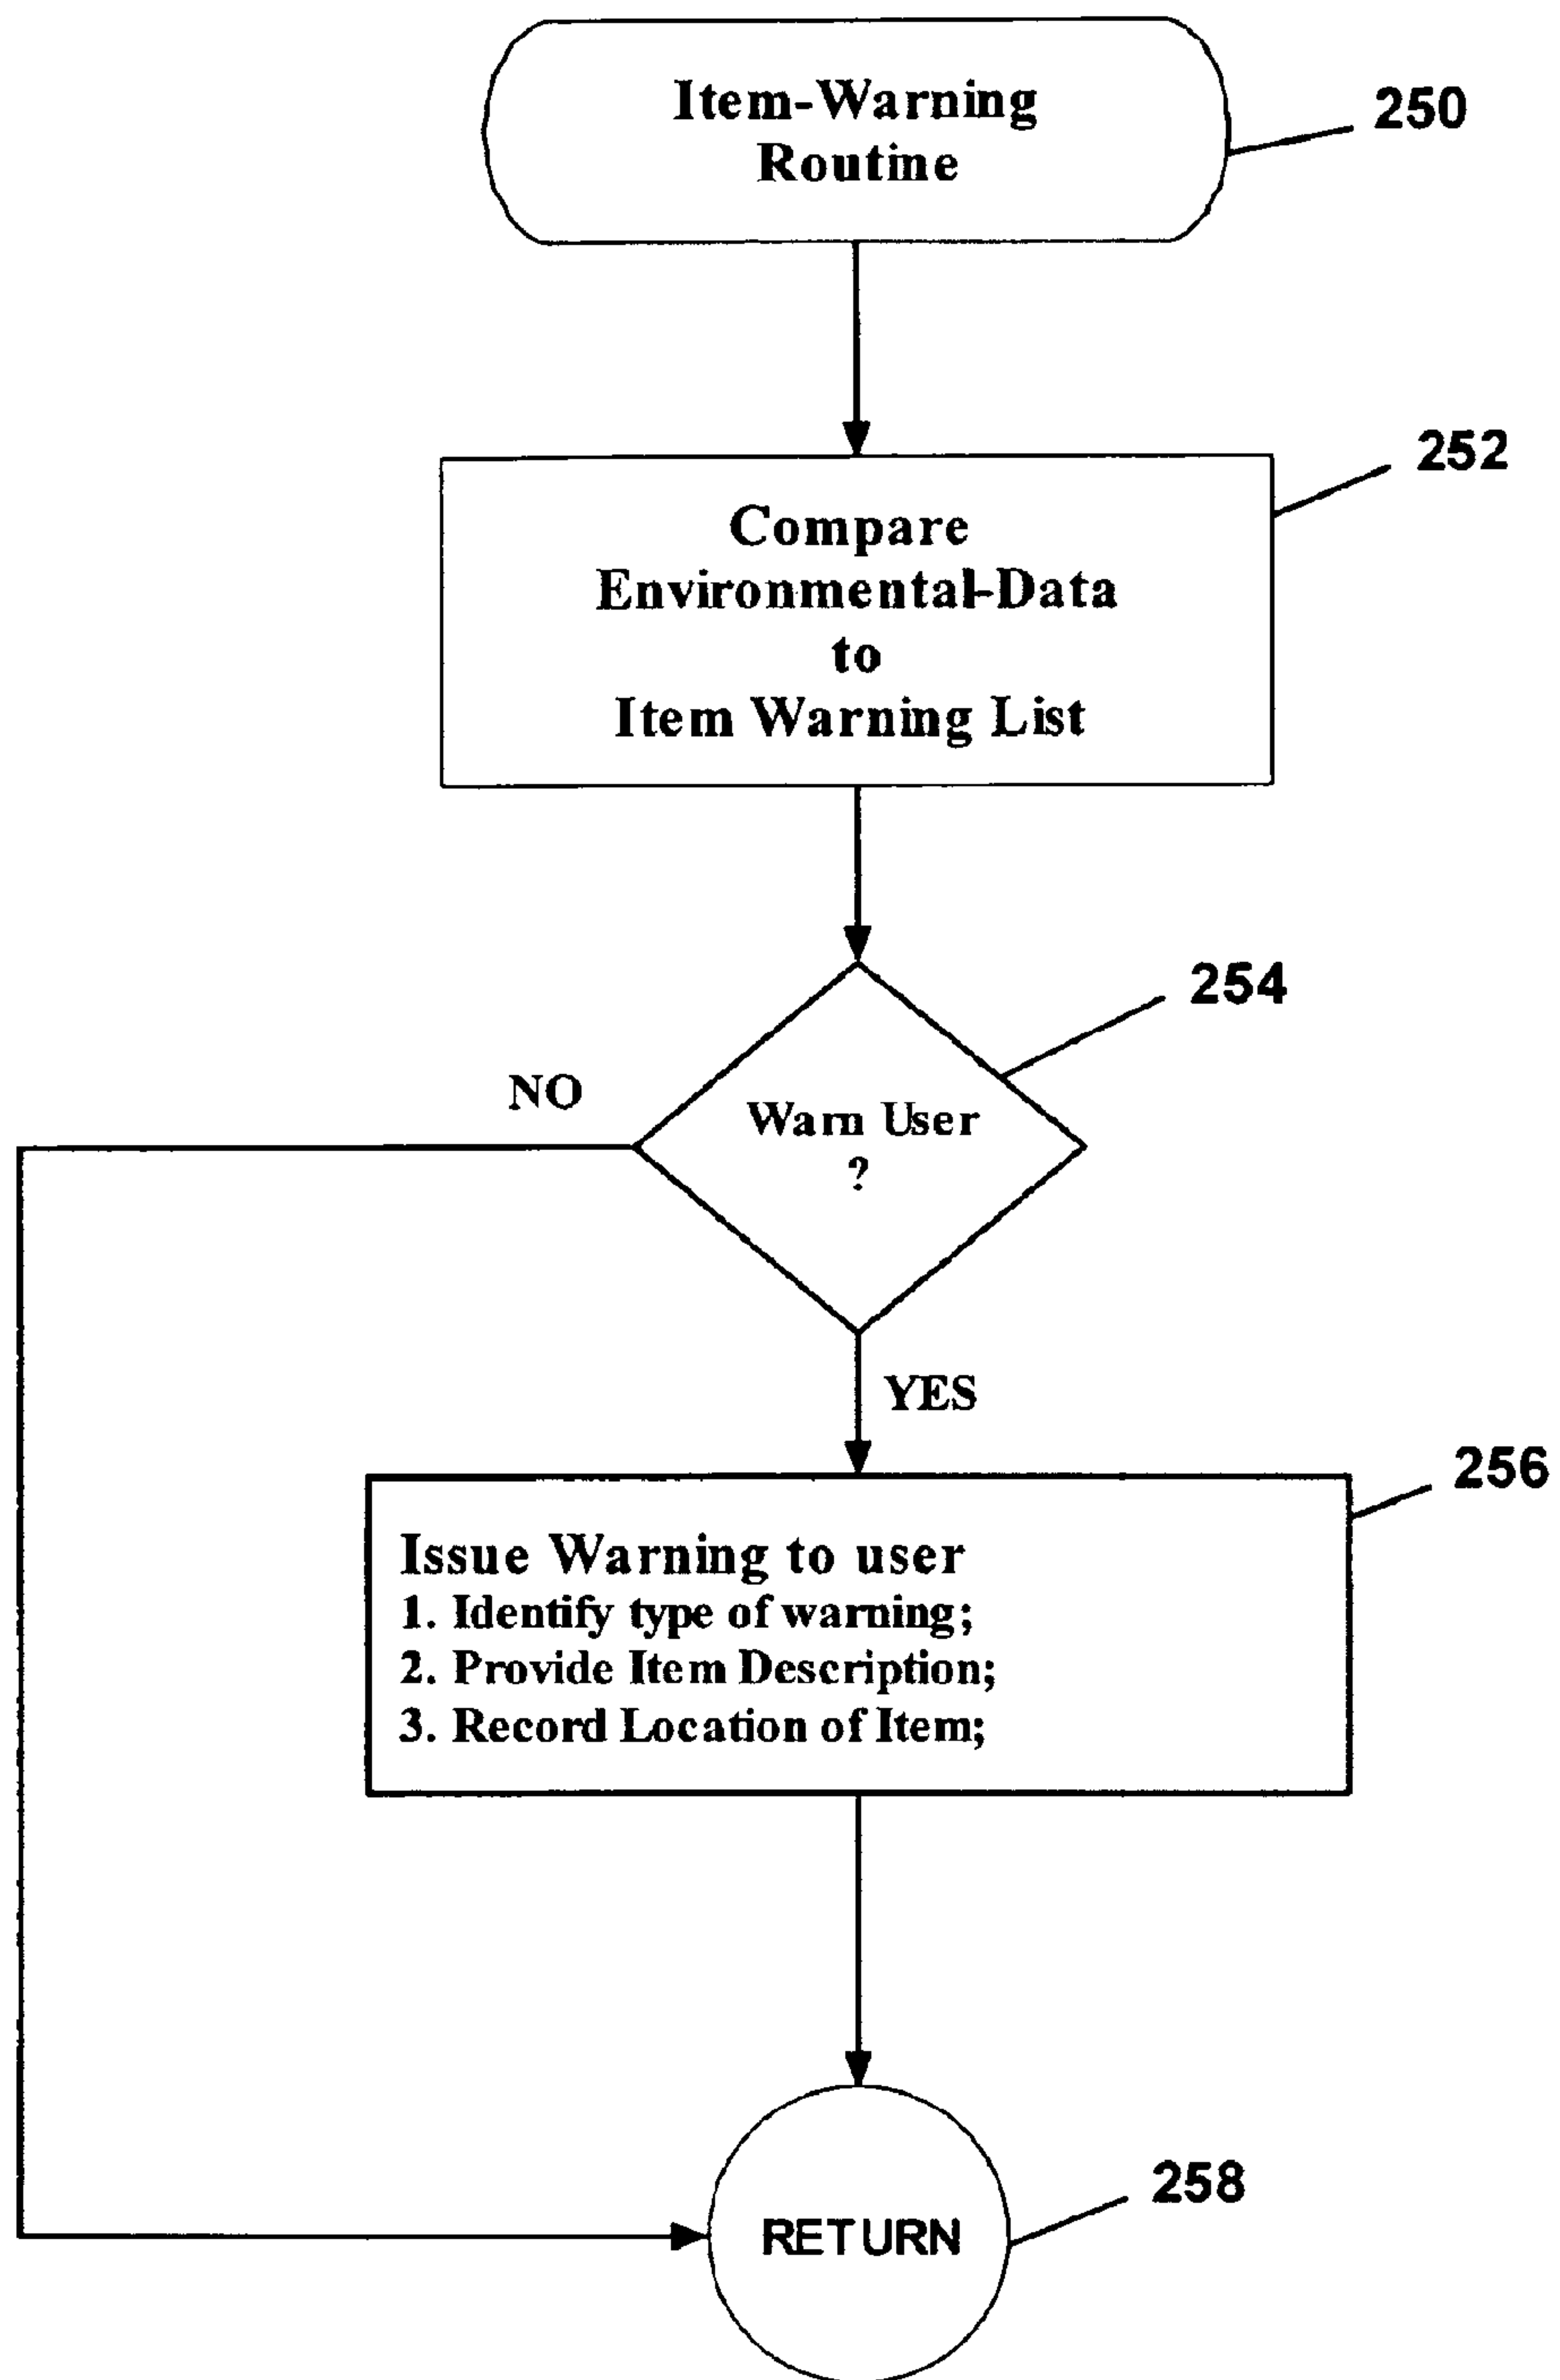 Item-Warning
Routine
250
Compare
Environmental-Data
to
Item Warning List
252
254
NO
Warn User
?
YES
256
Issue Warning to user
1. Identify type of warning;
2. Provide Item Description;
3. Record Location of Item;
258
RETURN